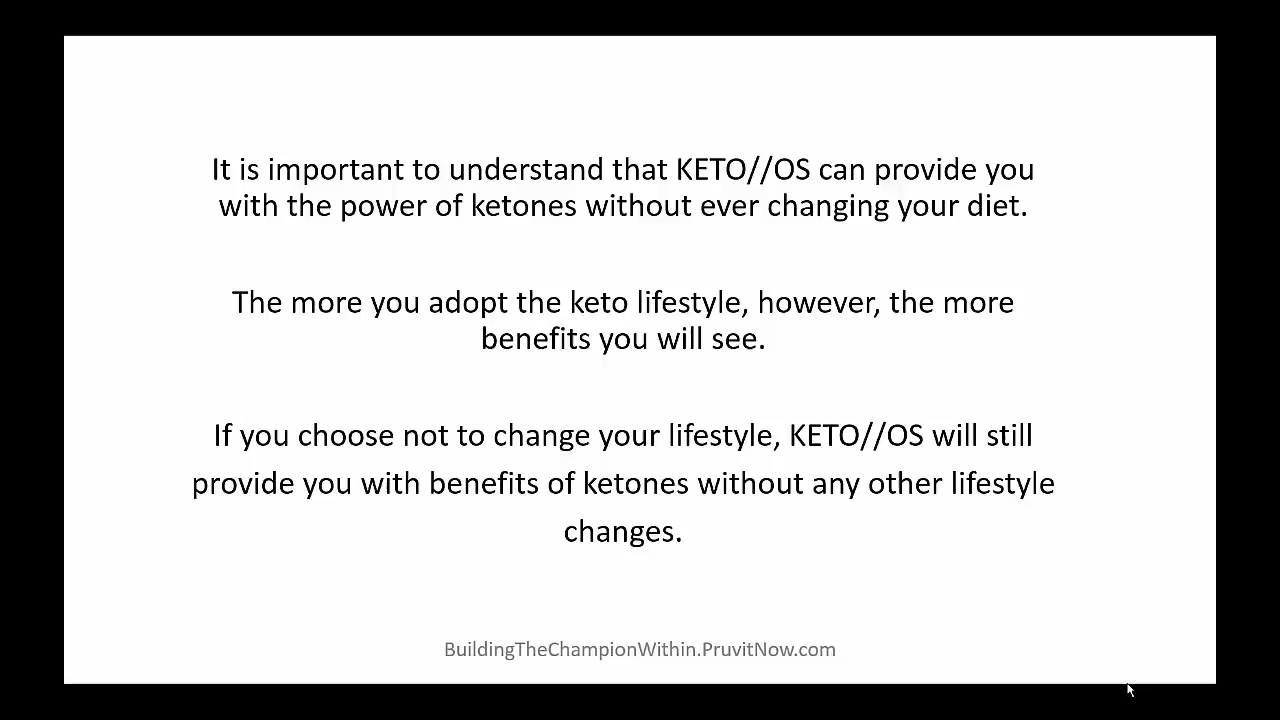 It is important to understand that KETO//OS can provide you
with the power of ketones without ever changing your diet.
The more you adopt the keto lifestyle, however, the more
benefits you will see.
If you choose not to change your lifestyle, KETO//OS will still
provide you with benefits of ketones without any other lifestyle
changes.
BuildingTheChampionWithin.PruvitNow.com